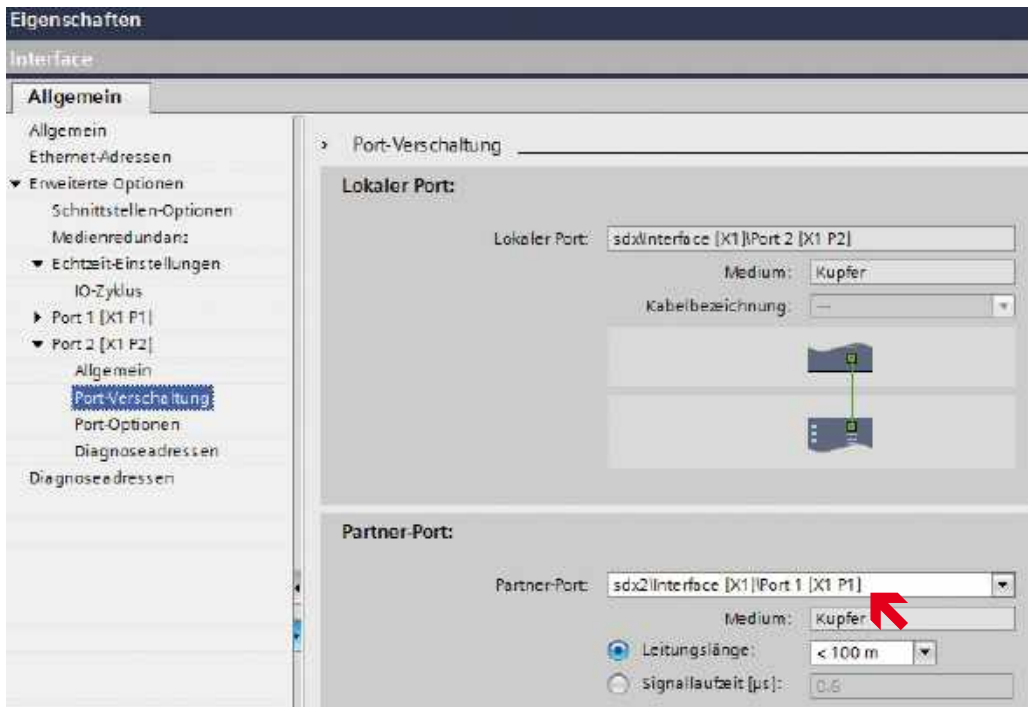 Eigenschaften
Interface
Allgemein
Allgemein
Ethernet-Adressen
Erweiterte Optionen
Schnittstellen-Optionen
Medienredundanz
Echtzeit-Einstellungen
IO-Zyklus
Port 1 [X1 P1]
Port 2 [X1 P2]
Allgemein
Port-Verschaltung
Port-Optionen
Diagnoseadressen
Diagnoseadressen
Port-Verschaltung
Lokaler Port:
Lokaler Port: sdx\Interface [X1]\Port 2 [X1 P2]
Medium: Kupfer
Kabelbezeichnung: ---
Partner-Port:
Partner-Port: sdx2\Interface [X1]\Port 1 [X1 P1]
Medium: Kupfer
Leitungslänge: < 100 m
Signallaufzeit [µs]: 0.6